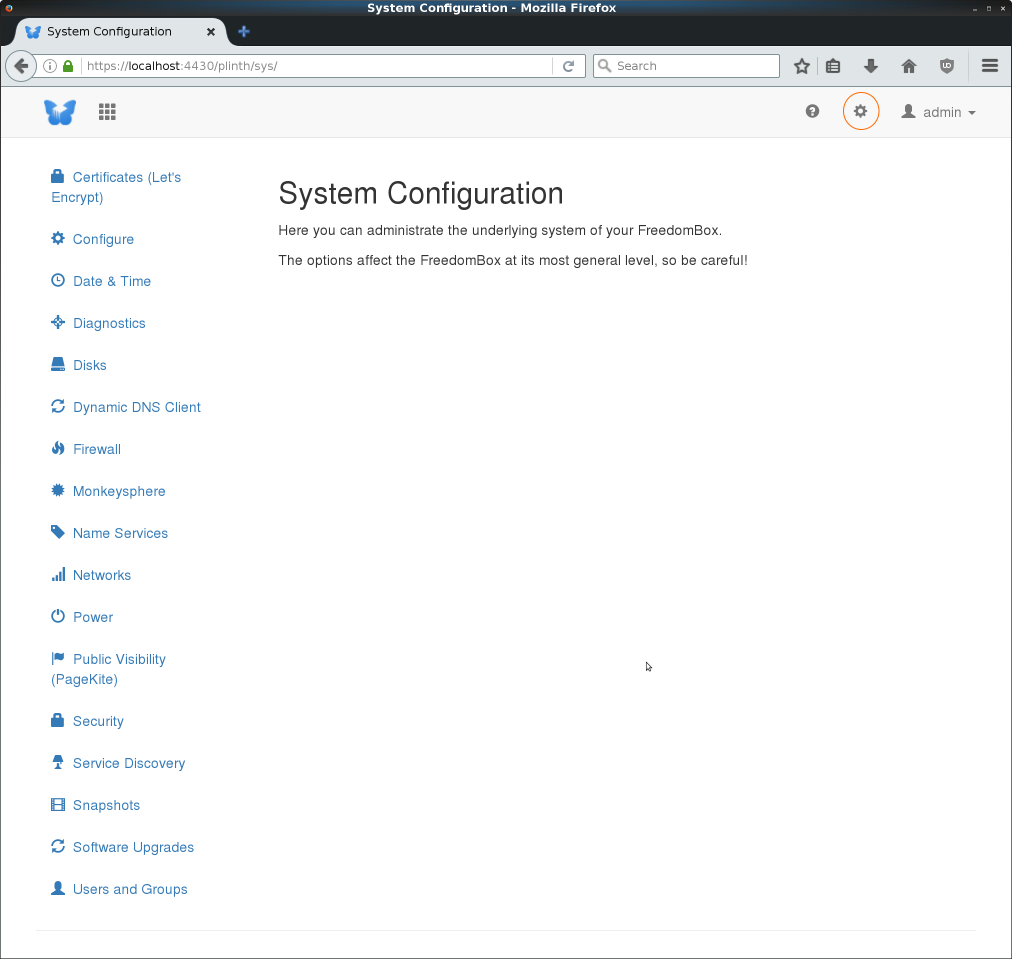 System Configuration - Mozilla Firefox
System Configuration
https://localhost:4430/plinth/sys/
Search
admin
Certificates (Let's
Encrypt)
Configure
Date & Time
Diagnostics
Disks
Dynamic DNS Client
Firewall
Monkeysphere
Name Services
Networks
Power
Public Visibility
(PageKite)
Security
Service Discovery
Snapshots
Software Upgrades
Users and Groups
System Configuration
Here you can administrate the underlying system of your FreedomBox.
The options affect the FreedomBox at its most general level, so be careful!